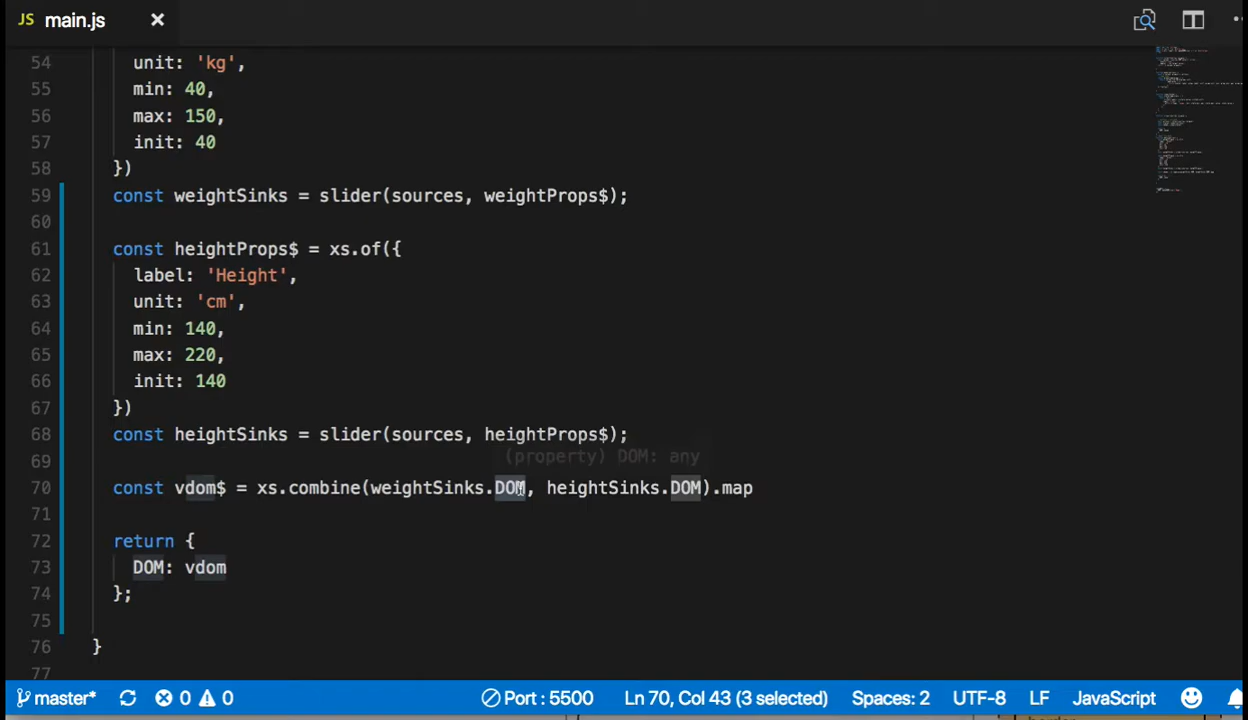 JS main.js ×
54 unit: 'kg',
55 min: 40,
56 max: 150,
57 init: 40
58 })
59 const weightSinks = slider(sources, weightProps$);
60
61 const heightProps$ = xs.of({
62 label: 'Height',
63 unit: 'cm',
64 min: 140,
65 max: 220,
66 init: 140
67 })
68 const heightSinks = slider(sources, heightProps$);
69 (property) DOM: any
70 const vdom$ = xs.combine(weightSinks.DOM, heightSinks.DOM).map
71
72 return {
73 DOM: vdom
74 };
75
76 }
77
master* 0 0 Port : 5500 Ln 70, Col 43 (3 selected) Spaces: 2 UTF-8 LF JavaScript
border